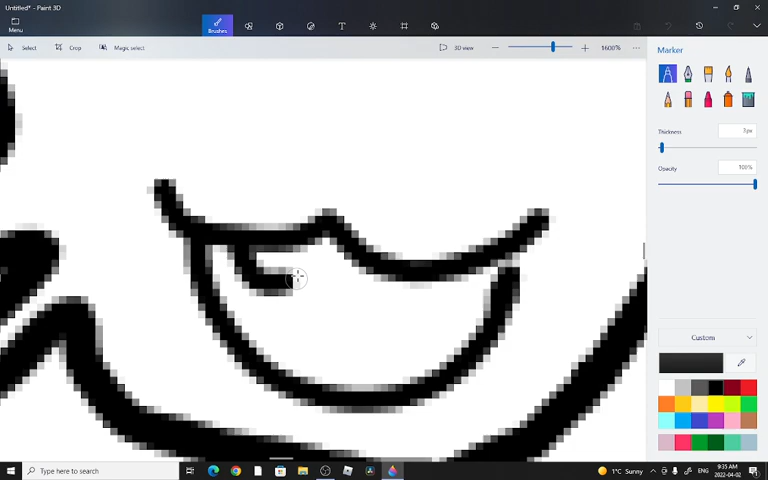 Untitled* - Paint 3D
Menu
Brushes
Select
Crop
Magic select
3D view
1600%
Marker
Thickness
3px
Opacity
100%
Custom
Type here to search
1°C Sunny
ENG
9:35 AM
2022-04-02